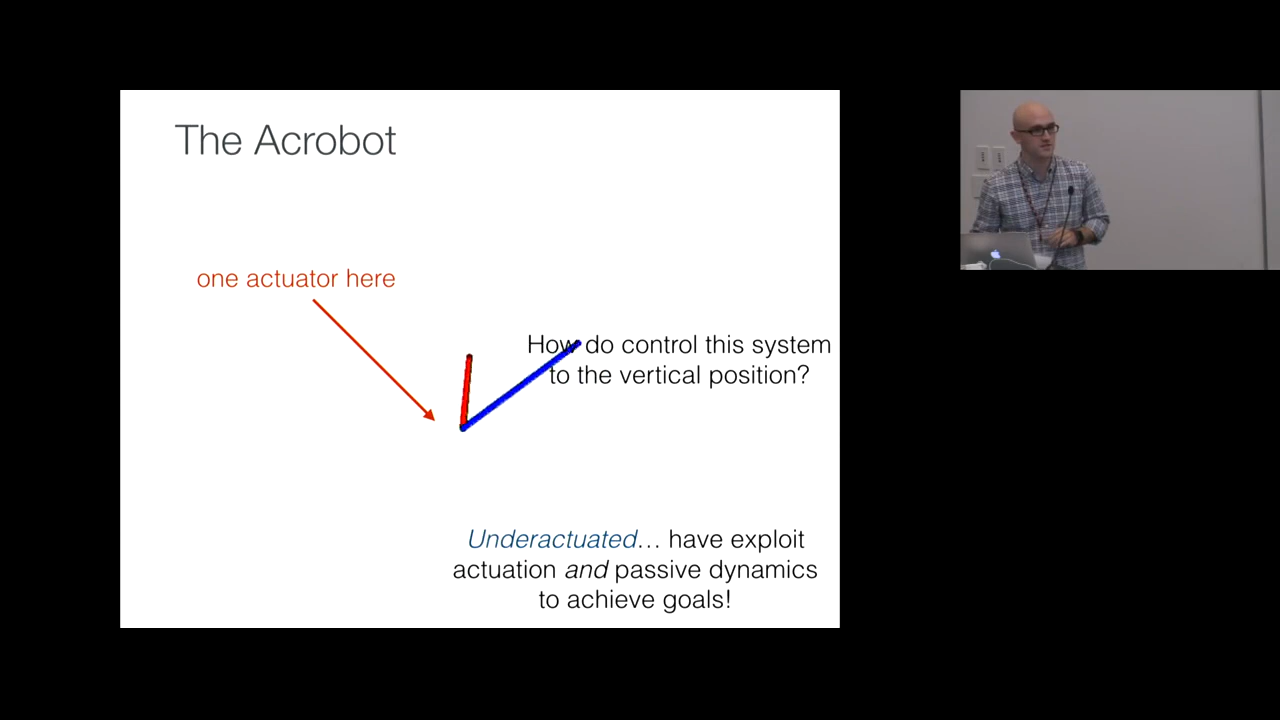 The Acrobot
one actuator here
How do control this system
to the vertical position?
Underactuated… have exploit
actuation and passive dynamics
to achieve goals!